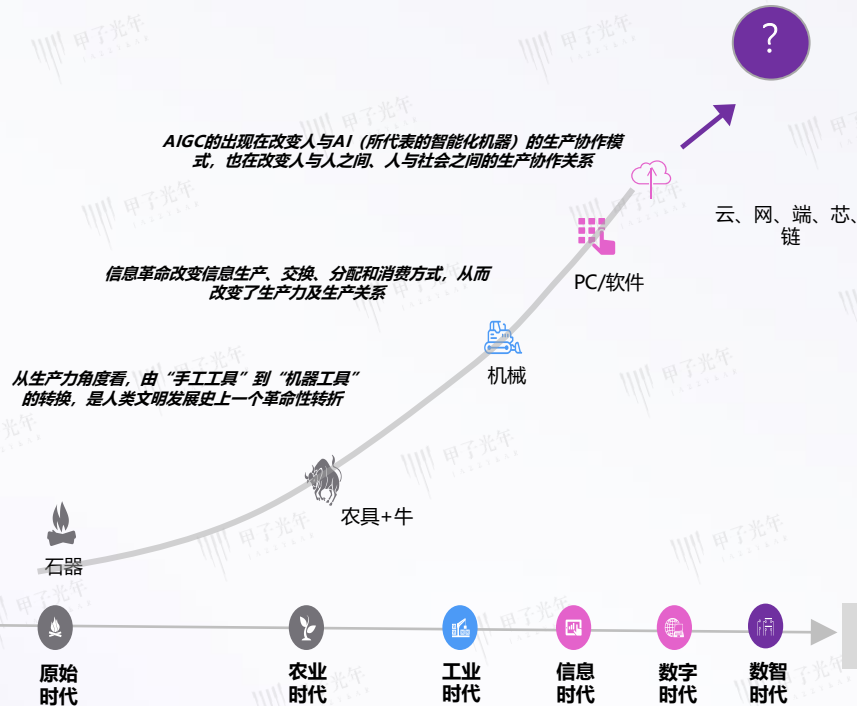 ?
AIGC的出现在改变人与AI（所代表的智能化机器）的生产协作模
式，也在改变人与人之间、人与社会之间的生产协作关系
云、网、端、芯、
链
PC/软件
信息革命改变信息生产、交换、分配和消费方式，从而
改变了生产力及生产关系
机械
从生产力角度看，由“手工工具”到“机器工具”
的转换，是人类文明发展史上一个革命性转折
农具+牛
石器
原始
时代
农业
时代
工业
时代
信息
时代
数字
时代
数智
时代
甲子光年